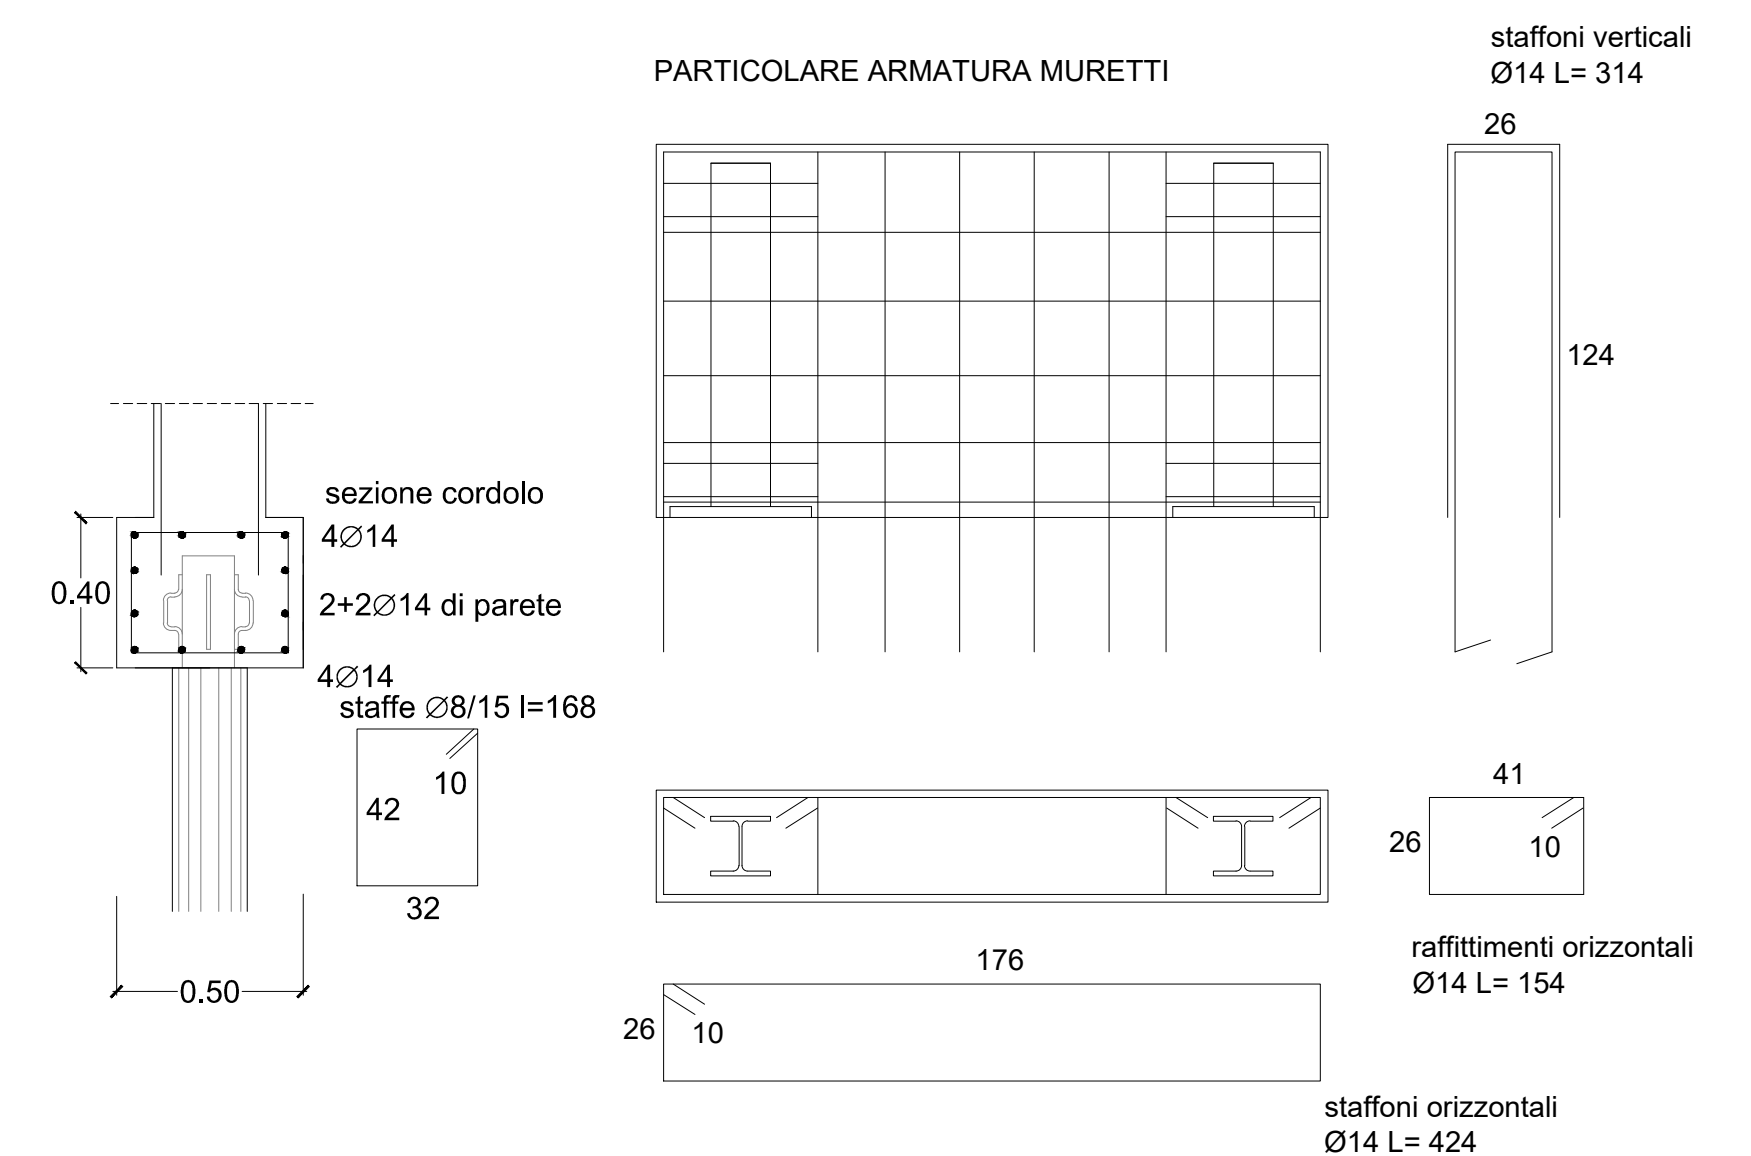 staffoni verticali
Ø14 L= 314
PARTICOLARE ARMATURA MURETTI
26
124
sezione cordolo
4∅14
0.40
2+2∅14 di parete
4∅14
staffe ∅8/15 l=168
10
42
32
0.50
41
26
10
raffittimenti orizzontali
Ø14 L= 154
176
26
10
staffoni orizzontali
Ø14 L= 424